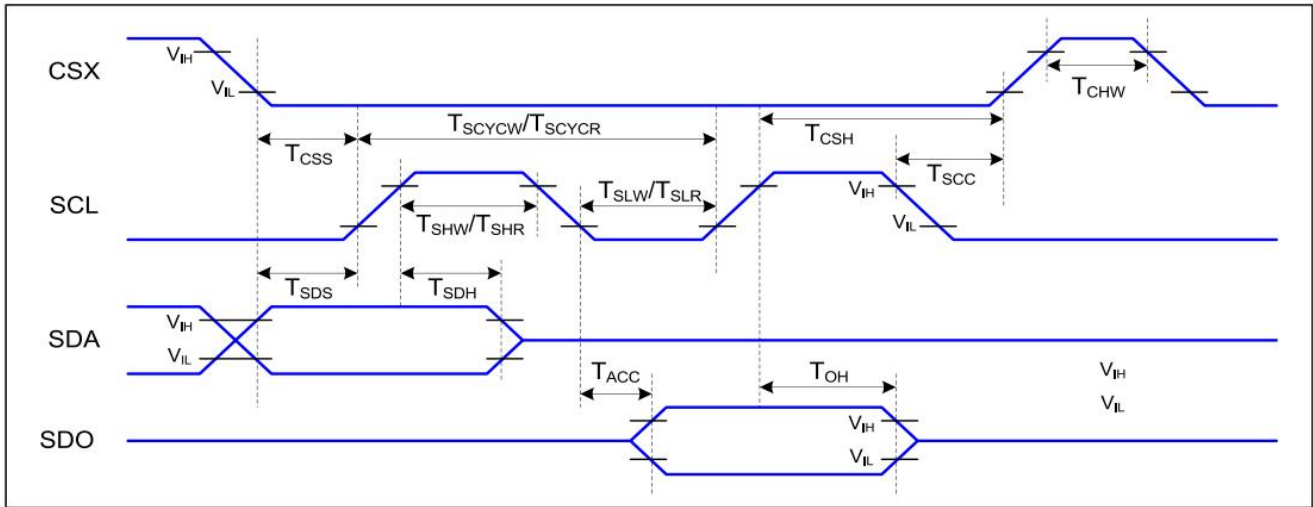 CSX
VIH
VIL
TCHW
TSCYCW/TSCYCR
TCSS
TCSH
TSCC
SCL
TSLW/TSLR
VIH
TSHW/TSHR
VIL
TSDS
TSDH
SDA
VIH
VIL
TACC
TOH
VIH
VIL
SDO
VIH
VIL